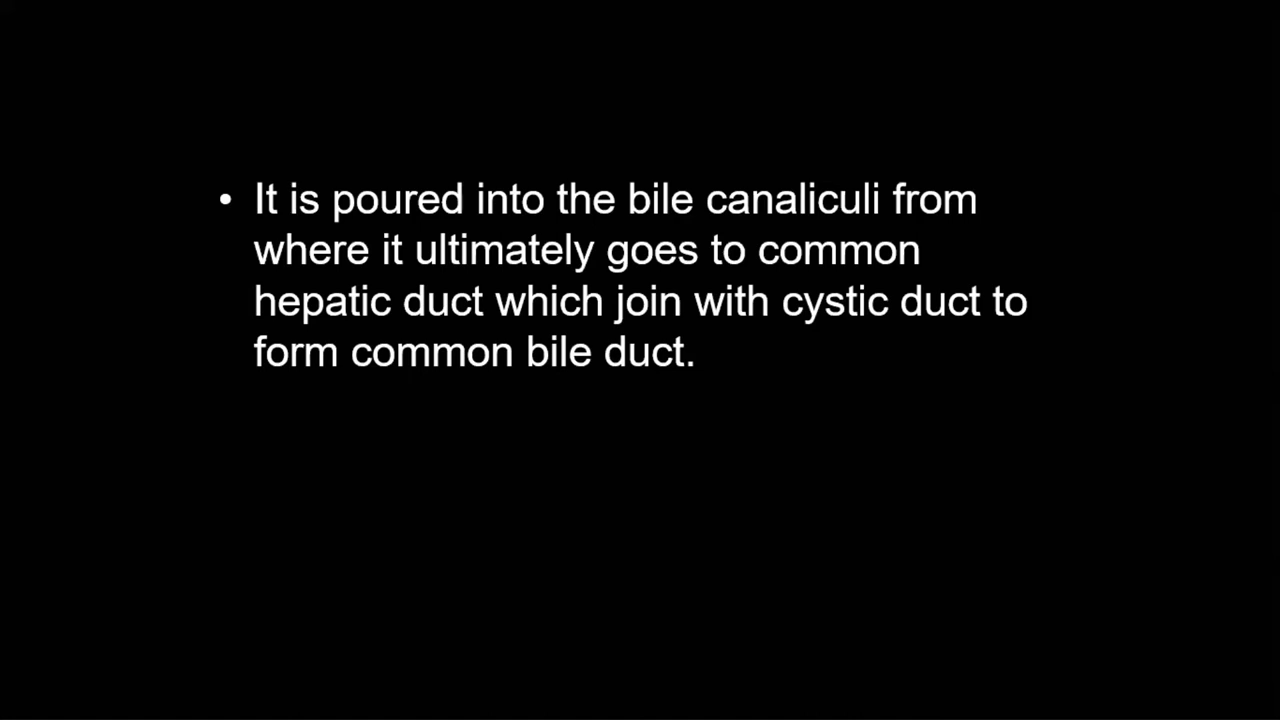 • It is poured into the bile canaliculi from
where it ultimately goes to common
hepatic duct which join with cystic duct to
form common bile duct.